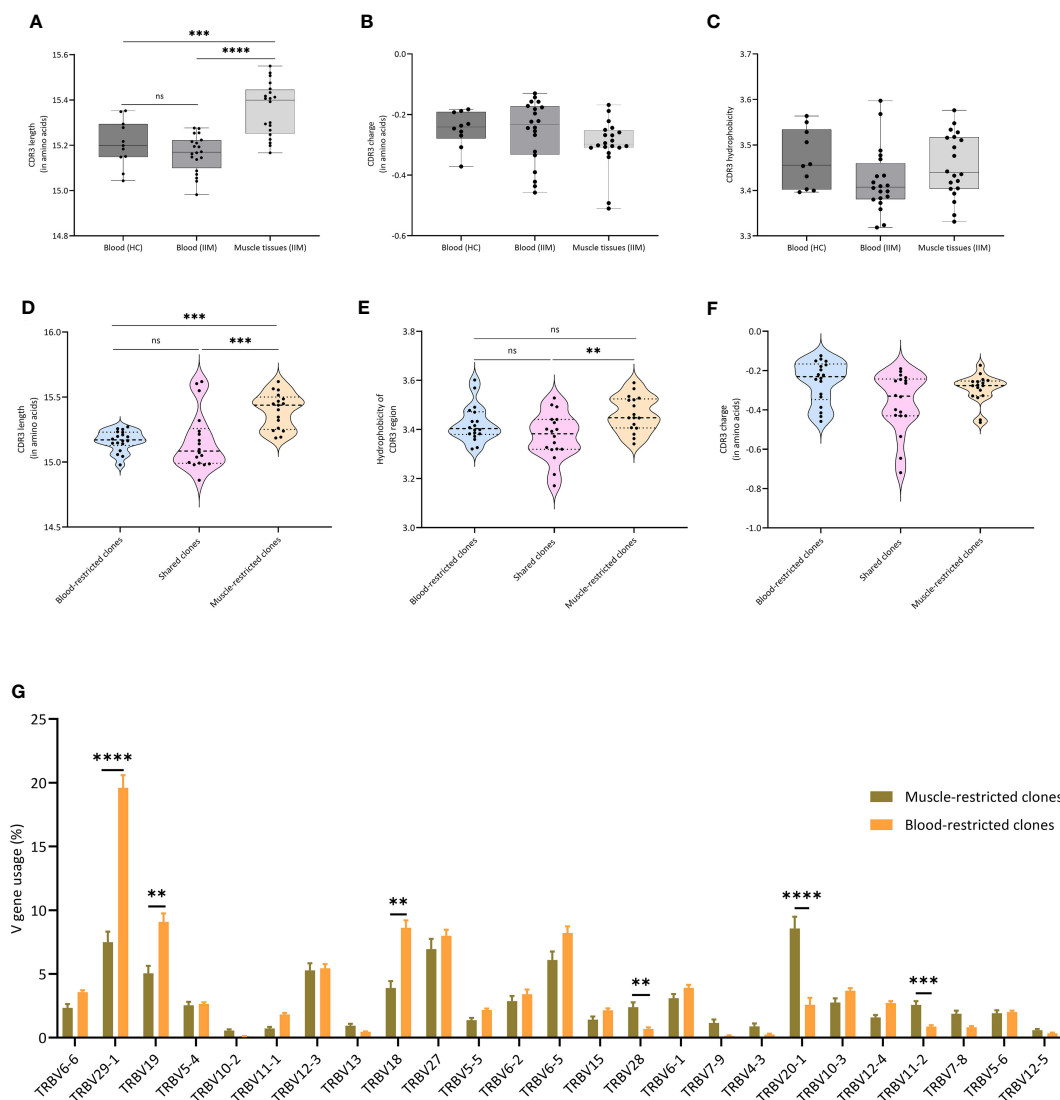 A
B
C
***
****
ns
15.6
15.4
15.2
15.0
14.8
CDR3 length
(in amino acids)
Blood (HC)
Blood (IIM)
Muscle tissues (IIM)
0.0
-0.2
-0.4
-0.6
CDR3 charge
(in amino acids)
Blood (HC)
Blood (IIM)
Muscle tissues (IIM)
3.7
3.5
3.4
3.3
CDR3 hydrophobicity
Blood (HC)
Blood (IIM)
Muscle tissues (IIM)
D
E
F
***
ns
***
16.0
15.5
15.0
14.5
CDR3 length
(in amino acids)
Blood-restricted clones
Shared clones
Muscle-restricted clones
ns
ns
**
3.8
3.6
3.4
3.2
3.0
Hydrophobicity of
CDR3 region
Blood-restricted clones
Shared clones
Muscle-restricted clones
0.0
-0.2
-0.4
-0.6
-0.8
-1.0
CDR3 charge
(in amino acids)
Blood-restricted clones
Shared clones
Muscle-restricted clones
G
25
20
15
10
5
0
V gene usage (%)
****
**
**
**
****
***
Muscle-restricted clones
Blood-restricted clones
TRBV6-6
TRBV29-1
TRBV19
TRBV5-4
TRBV10-2
TRBV11-1
TRBV12-3
TRBV13
TRBV18
TRBV27
TRBV5-5
TRBV6-2
TRBV6-5
TRBV15
TRBV28
TRBV6-1
TRBV7-9
TRBV4-3
TRBV20-1
TRBV10-3
TRBV12-4
TRBV11-2
TRBV7-8
TRBV5-6
TRBV12-5